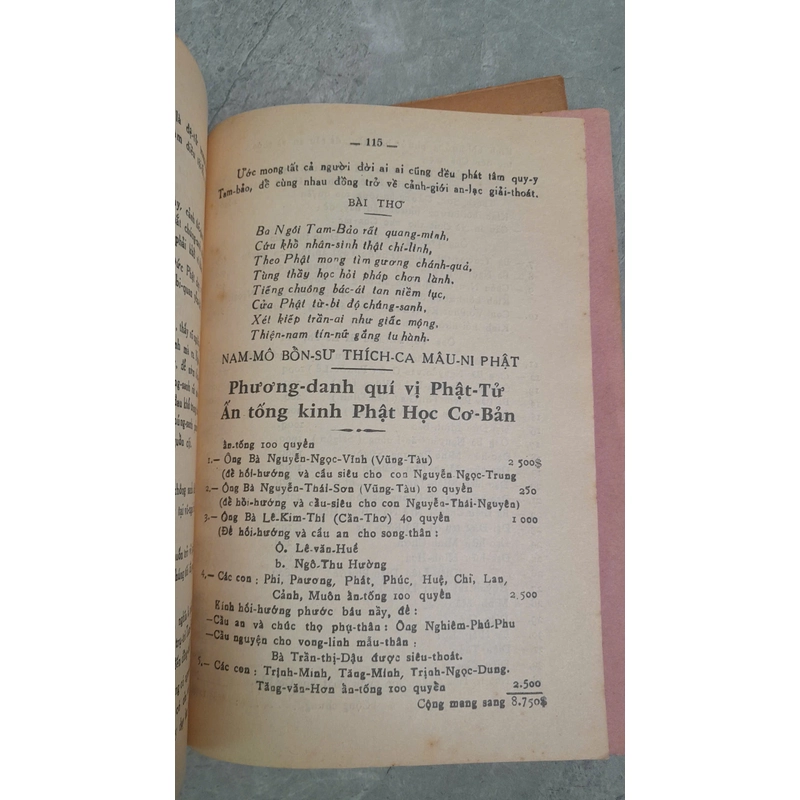 — 115 —
Ước mong tất cả người đời ai ai cũng đều phát tâm quy-y
Tam-bảo, để cùng nhau đồng trở về cảnh-giới an-lạc giải-thoát.
BÀI THƠ
Ba Ngôi Tam-Bảo rất quang-minh,
Cứu khổ nhân-sinh thật chí-linh,
Theo Phật mong tìm gương chánh-quả,
Tùng thầy học hỏi pháp chơn lành.
Tiếng chuông bác-ái tan niềm tục,
Cửa Phật từ-bi độ chúng-sanh,
Xét kiếp trần-ai như giấc mộng,
Thiện-nam tín-nữ gắng tu hành.
NAM-MÔ BỔN-SƯ THÍCH-CA MÂU-NI PHẬT
Phương-danh quí vị Phật-Tử
Ấn tống kinh Phật Học Cơ-Bản
ấn-tống 100 quyển
1.— Ông Bà Nguyễn-Ngọc-Vĩnh (Vũng-Tàu) 2 500$
(để hồi-hướng và cầu siêu cho con Nguyễn Ngọc-Trung
2.— Ông Bà Nguyễn-Thái-Sơn (Vũng-Tàu) 10 quyển 250
(để hồi-hướng và cầu-siêu cho con Nguyễn-Thái-Nguyên)
3.— Ông Bà Lê-Kim-Thí (Cần-Thơ) 40 quyển 1 000
(Để hồi-hướng và cầu an cho song-thân :
Ô. Lê-văn-Huế
b. Ngô-Thu Hường
4.— Các con : Phi, Pương, Phát, Phúc, Huệ, Chi, Lan,
Cảnh, Muôn ấn-tống 100 quyển 2,500
Kinh hồi-hướng phước báu này, để :
—Cầu an và chúc thọ phụ-thân : Ông Nghiêm-Phú-Phu
—Cầu nguyện cho vong-linh mẫu-thân :
Bà Trần-thị-Dậu được siêu-thoát.
5.— Các con : Trịnh-Minh, Tăng-Minh, Trịnh-Ngọc-Dung.
Tăng-văn-Hơn ấn-tống 100 quyển 2.500
Cộng mang sang 8.750$